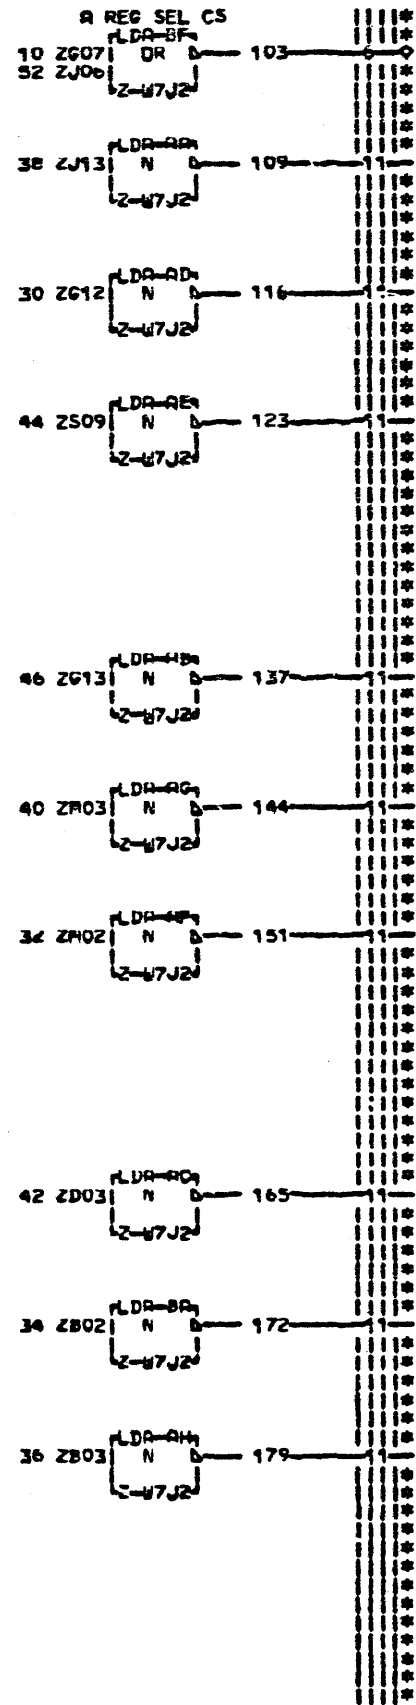 A REG SEL CS
LDA-BF
10 ZG07 OR 103
52 ZJ06
Z-W7J2
LDA-AA
38 ZJ13 N 109
Z-W7J2
LDA-AD
30 ZG12 N 116
Z-W7J2
LDA-AE
44 ZS09 N 123
Z-W7J2
LDA-AB
46 ZG13 N 137
Z-W7J2
LDA-AG
40 ZM03 N 144
Z-W7J2
32 ZM02 N 151
Z-W7J2
LDA-AC
42 ZD03 N 165
Z-W7J2
LDA-BA
34 ZB02 N 172
Z-W7J2
LDA-AH
36 ZB03 N 179
Z-W7J2